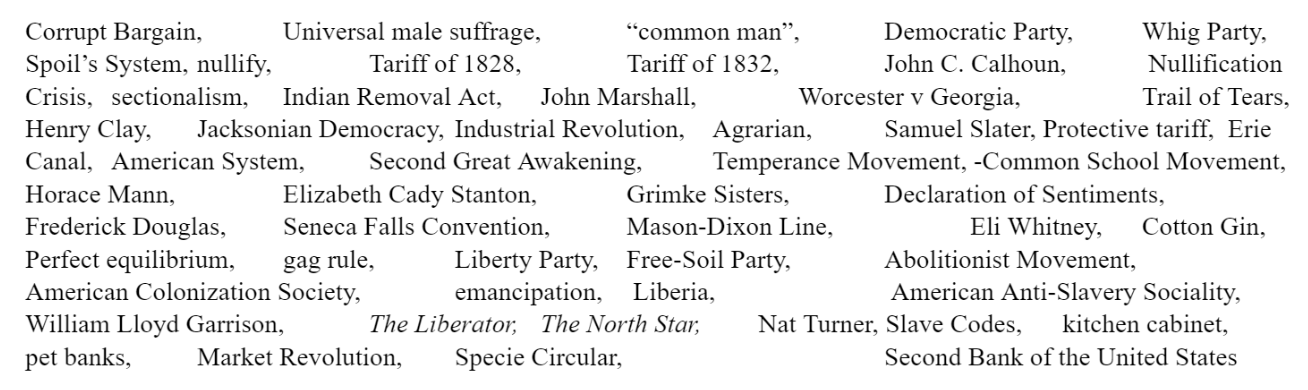 Corrupt Bargain, Universal male suffrage, “common man”, Democratic Party, Whig Party,
Spoil’s System, nullify, Tariff of 1828, Tariff of 1832, John C. Calhoun, Nullification
Crisis, sectionalism, Indian Removal Act, John Marshall, Worcester v Georgia, Trail of Tears,
Henry Clay, Jacksonian Democracy, Industrial Revolution, Agrarian, Samuel Slater, Protective tariff, Erie
Canal, American System, Second Great Awakening, Temperance Movement, -Common School Movement,
Horace Mann, Elizabeth Cady Stanton, Grimke Sisters, Declaration of Sentiments,
Frederick Douglas, Seneca Falls Convention, Mason-Dixon Line, Eli Whitney, Cotton Gin,
Perfect equilibrium, gag rule, Liberty Party, Free-Soil Party, Abolitionist Movement,
American Colonization Society, emancipation, Liberia, American Anti-Slavery Sociality,
William Lloyd Garrison, The Liberator, The North Star, Nat Turner, Slave Codes, kitchen cabinet,
pet banks, Market Revolution, Specie Circular, Second Bank of the United States